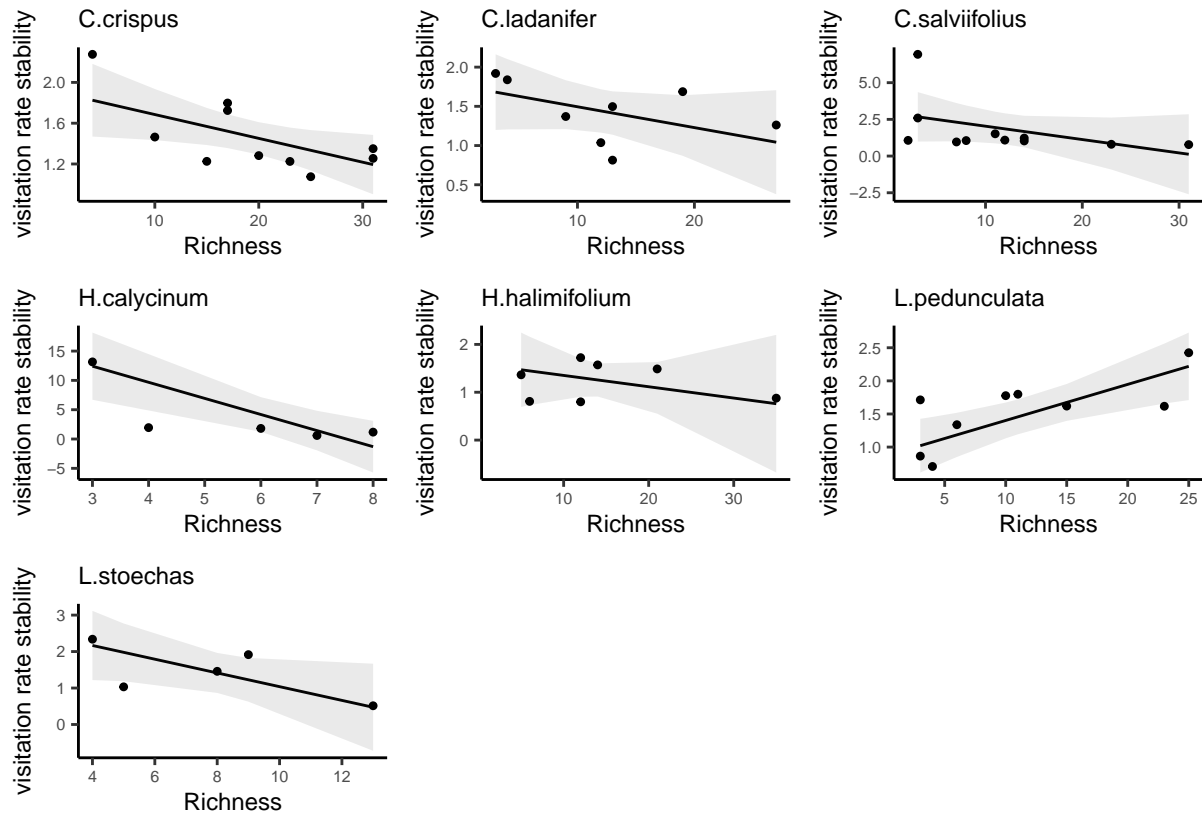 C.crispus
visitation rate stability
2.0
1.6
1.2
10 20 30
Richness
C.ladanifer
visitation rate stability
2.0
1.5
1.0
0.5
10 20
Richness
C.salviifolius
visitation rate stability
5.0
2.5
0.0
−2.5
10 20 30
Richness
H.calycinum
visitation rate stability
15
10
5
0
−5
3 4 5 6 7 8
Richness
H.halimifolium
visitation rate stability
2
1
0
10 20 30
Richness
L.pedunculata
visitation rate stability
2.5
2.0
1.5
1.0
5 10 15 20 25
Richness
L.stoechas
visitation rate stability
3
2
1
0
4 6 8 10 12
Richness